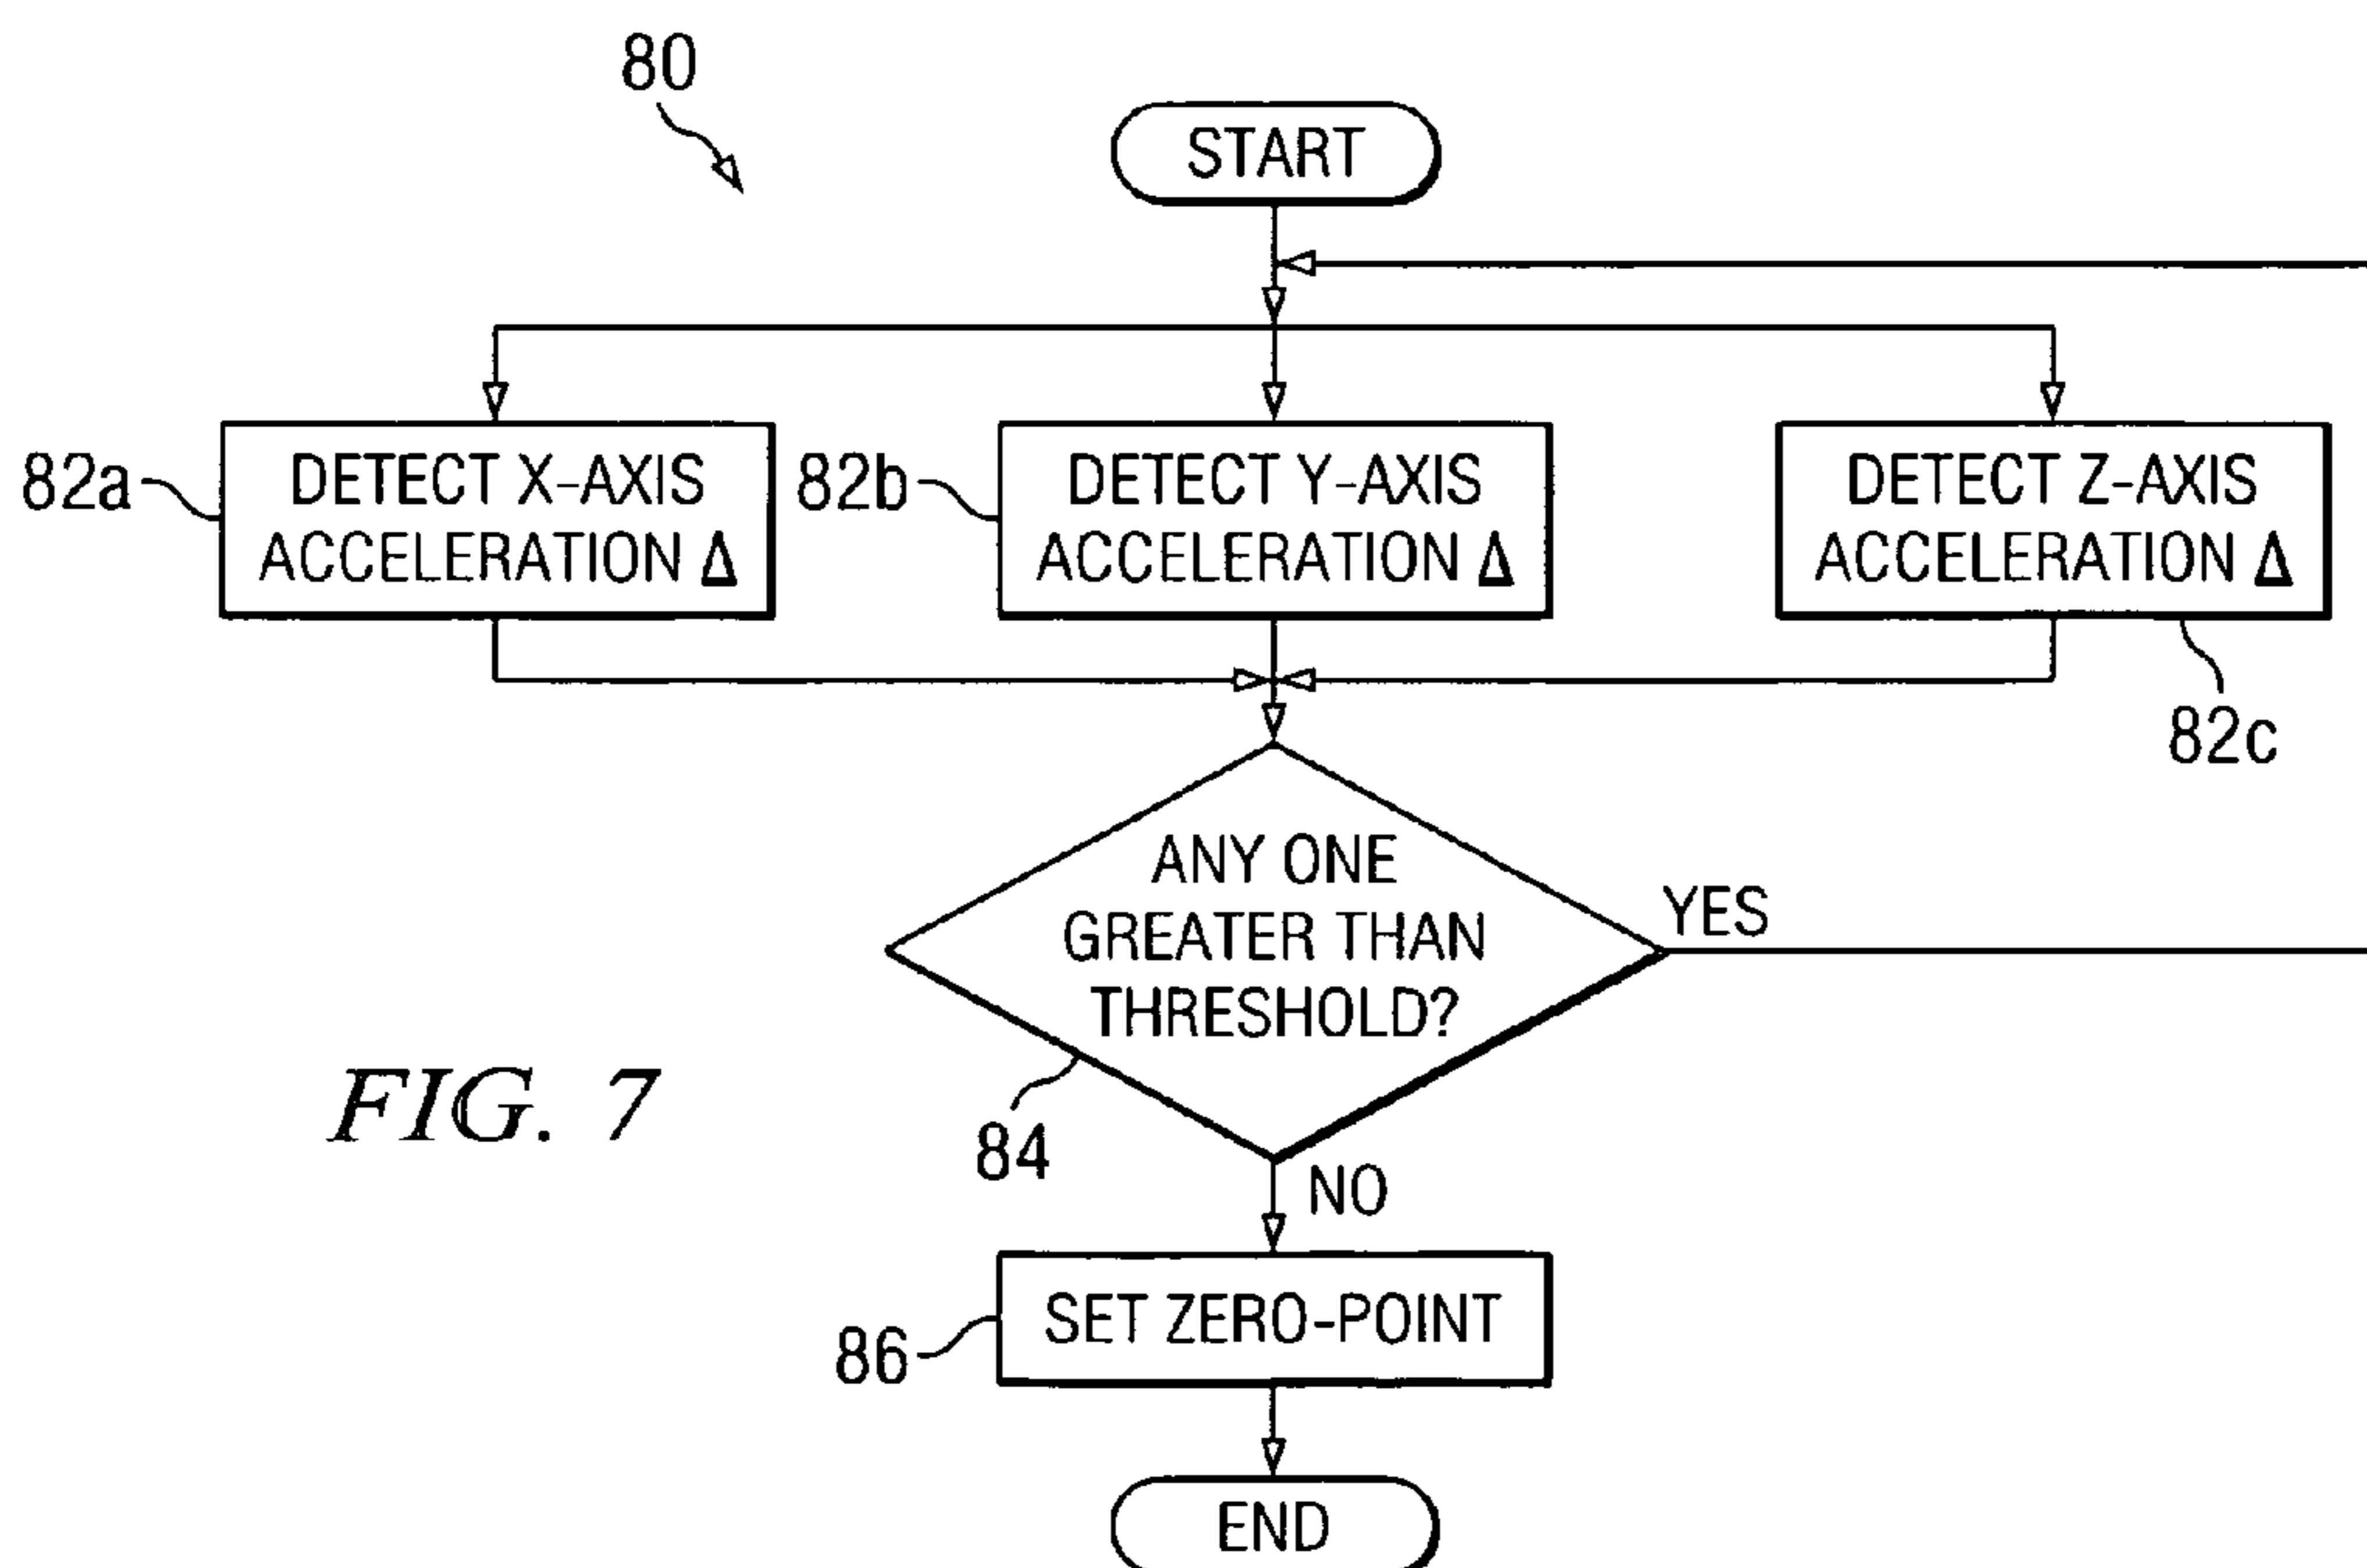 80
START
82a
DETECT X-AXIS
ACCELERATION Δ
82b
DETECT Y-AXIS
ACCELERATION Δ
DETECT Z-AXIS
ACCELERATION Δ
82c
ANY ONE
GREATER THAN
THRESHOLD?
YES
84
NO
FIG. 7
SET ZERO-POINT
86
END